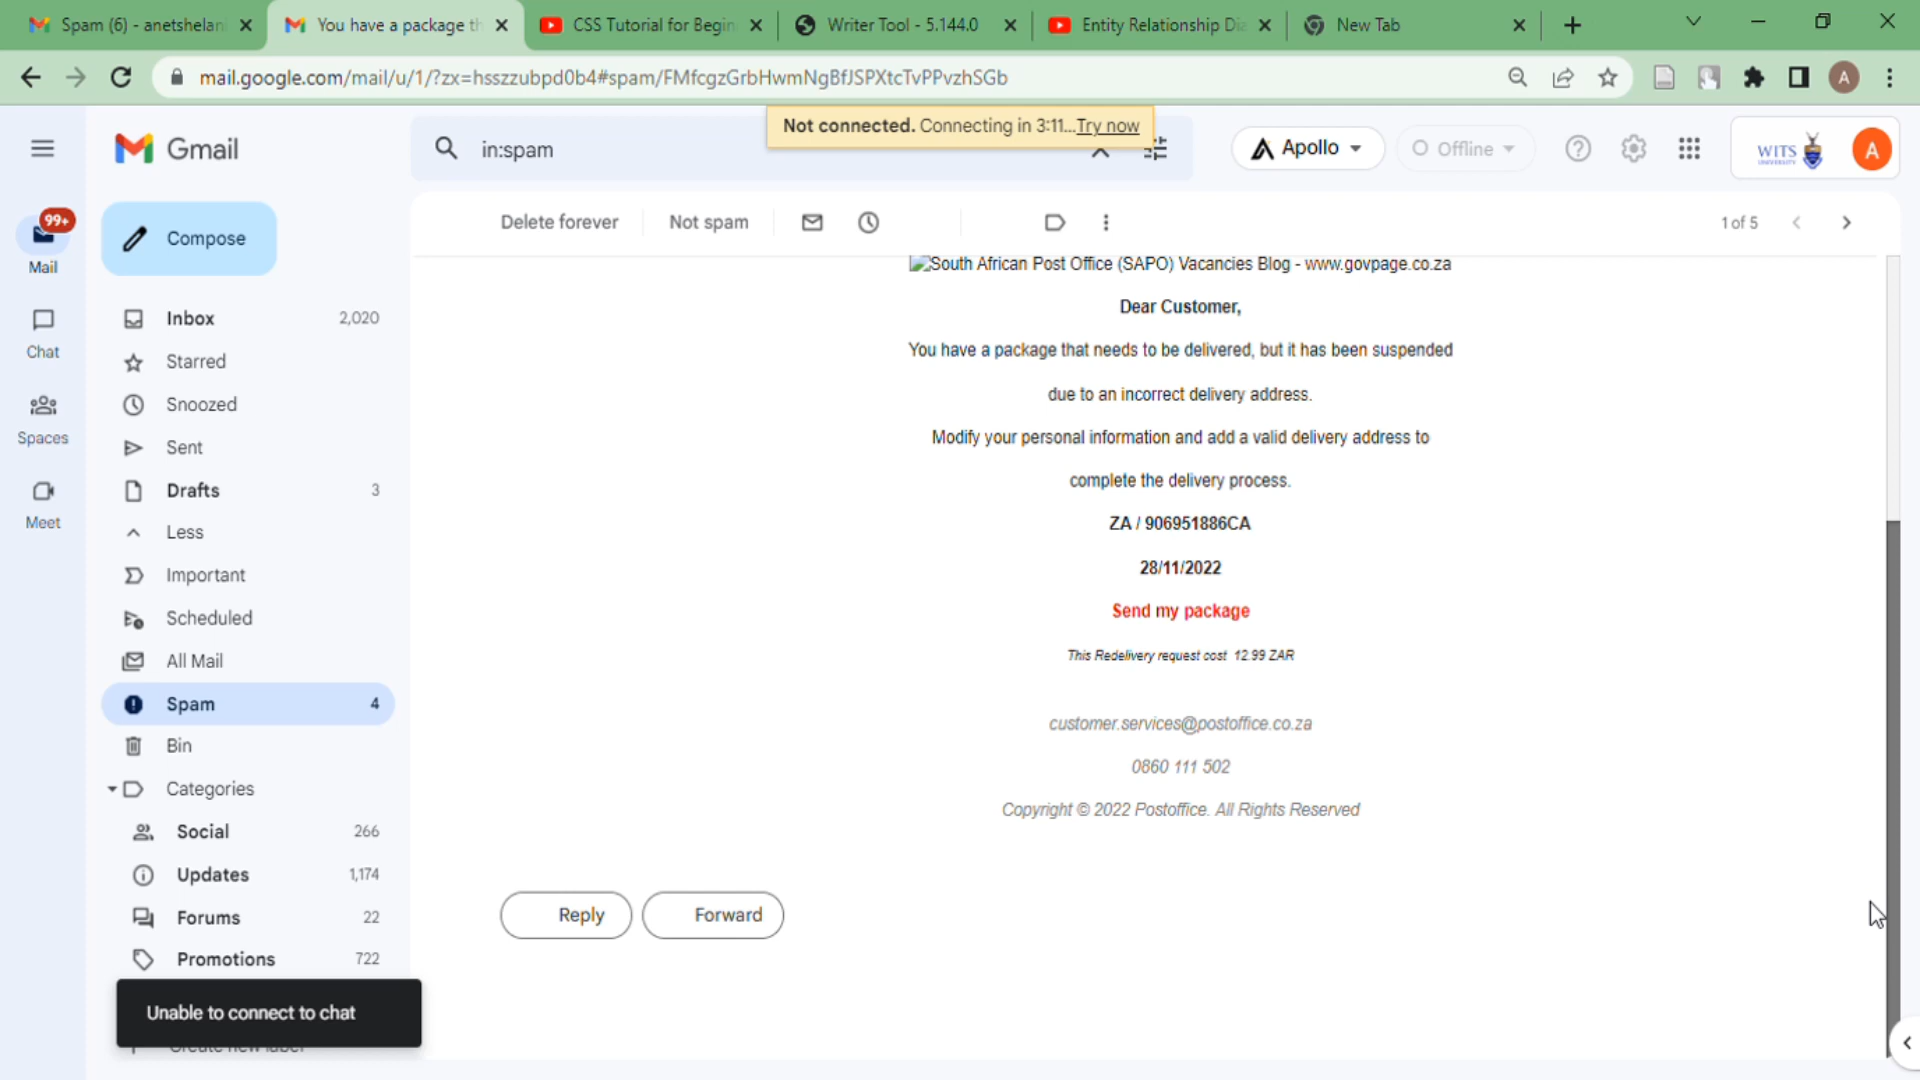 Spam (6) - anetshelan
You have a package th
CSS Tutorial for Begin
Writer Tool - 5.144.0
Entity Relationship Dia
New Tab
mail.google.com/mail/u/1/?zx=hsszzubpd0b4#spam/FMfcgzGrbHwmNgBfJSPXtcTvPPvzhSGb
A
Not connected. Connecting in 3:11...Try now
Gmail
in:spam
Apollo
Offline
WITS
UNIVERSITY
A
99+
Mail
Chat
Spaces
Meet
Compose
Inbox 2,020
Starred
Snoozed
Sent
Drafts 3
Less
Important
Scheduled
All Mail
Spam 4
Bin
Categories
Social 266
Updates 1,174
Forums 22
Promotions 722
Create new label
Unable to connect to chat
Delete forever
Not spam
1 of 5
South African Post Office (SAPO) Vacancies Blog - www.govpage.co.za
Dear Customer,
You have a package that needs to be delivered, but it has been suspended
due to an incorrect delivery address.
Modify your personal information and add a valid delivery address to
complete the delivery process.
ZA / 906951886CA
28/11/2022
Send my package
This Redelivery request cost 12.99 ZAR
customer.services@postoffice.co.za
0860 111 502
Copyright © 2022 Postoffice. All Rights Reserved
Reply
Forward